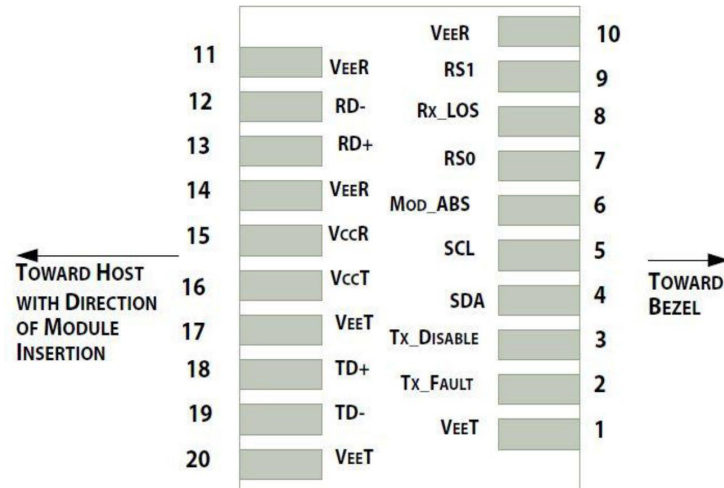 11 VEER
12 RD-
13 RD+
14 VEER
15 VCCR
16 VCCT
17 VEET
18 TD+
19 TD-
20 VEET
VEER 10
RS1 9
RX_LOS 8
RS0 7
MOD_ABS 6
SCL 5
SDA 4
TX_DISABLE 3
TX_FAULT 2
VEET 1
TOWARD HOST
WITH DIRECTION
OF MODULE
INSERTION
TOWARD
BEZEL